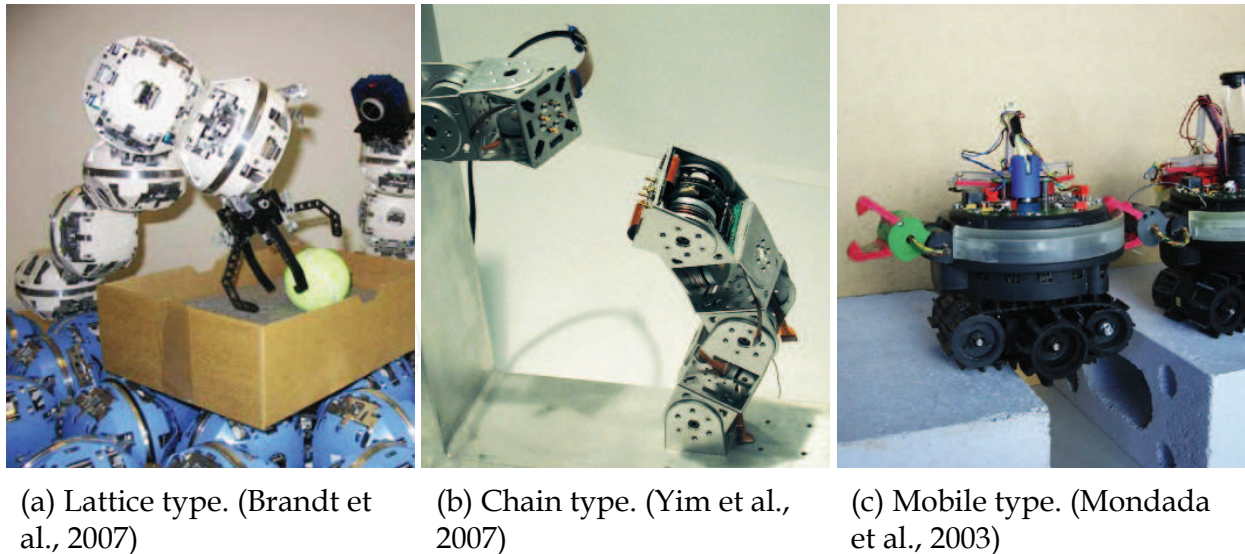 (a) Lattice type. (Brandt et
al., 2007)
(b) Chain type. (Yim et al.,
2007)
(c) Mobile type. (Mondada
et al., 2003)